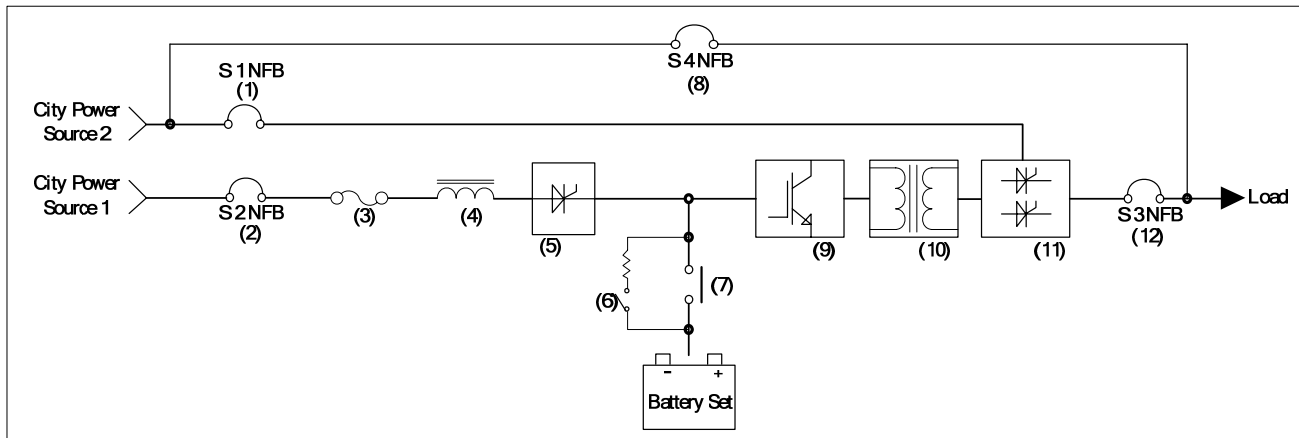 S4NFB
(8)
S1NFB
(1)
City Power
Source 2
City Power
Source 1
S2NFB
(2)
(3)
(4)
(5)
(6)
(7)
(9)
(10)
(11)
S3NFB
(12)
Load
- +
Battery Set